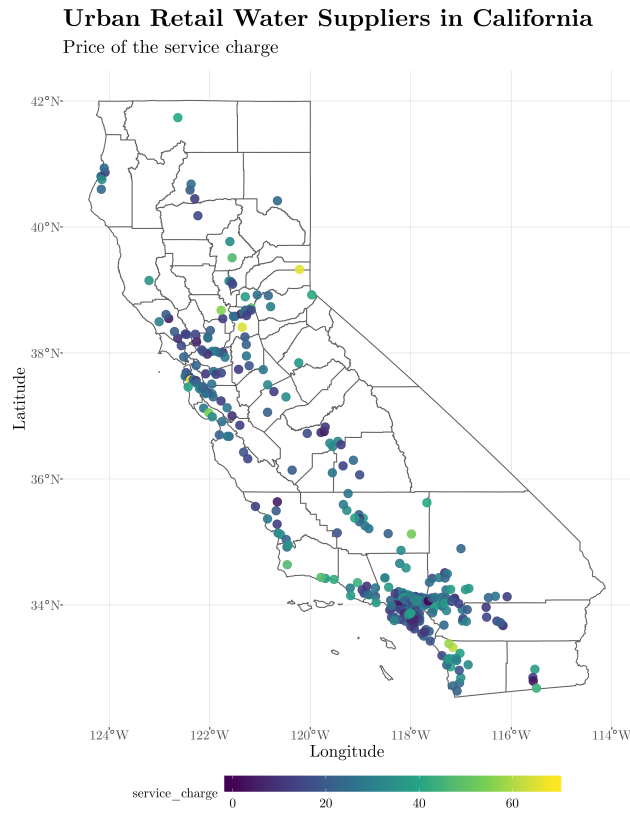 Urban Retail Water Suppliers in California
Price of the service charge
42°N
40°N
38°N
36°N
34°N
Latitude
124°W 122°W 120°W 118°W 116°W 114°W
Longitude
service_charge
0 20 40 60